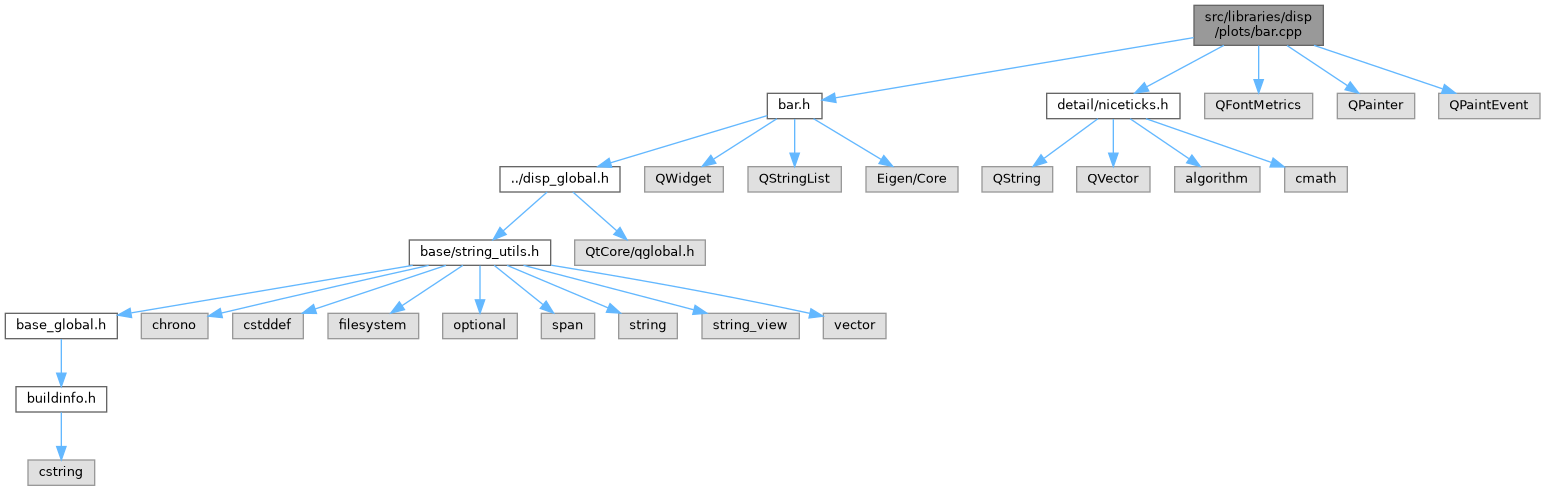 src/libraries/disp
/plots/bar.cpp
bar.h
detail/niceticks.h
QFontMetrics
QPainter
QPaintEvent
../disp_global.h
QWidget
QStringList
Eigen/Core
QString
QVector
algorithm
cmath
base/string_utils.h
QtCore/qglobal.h
base_global.h
chrono
cstddef
filesystem
optional
span
string
string_view
vector
buildinfo.h
cstring